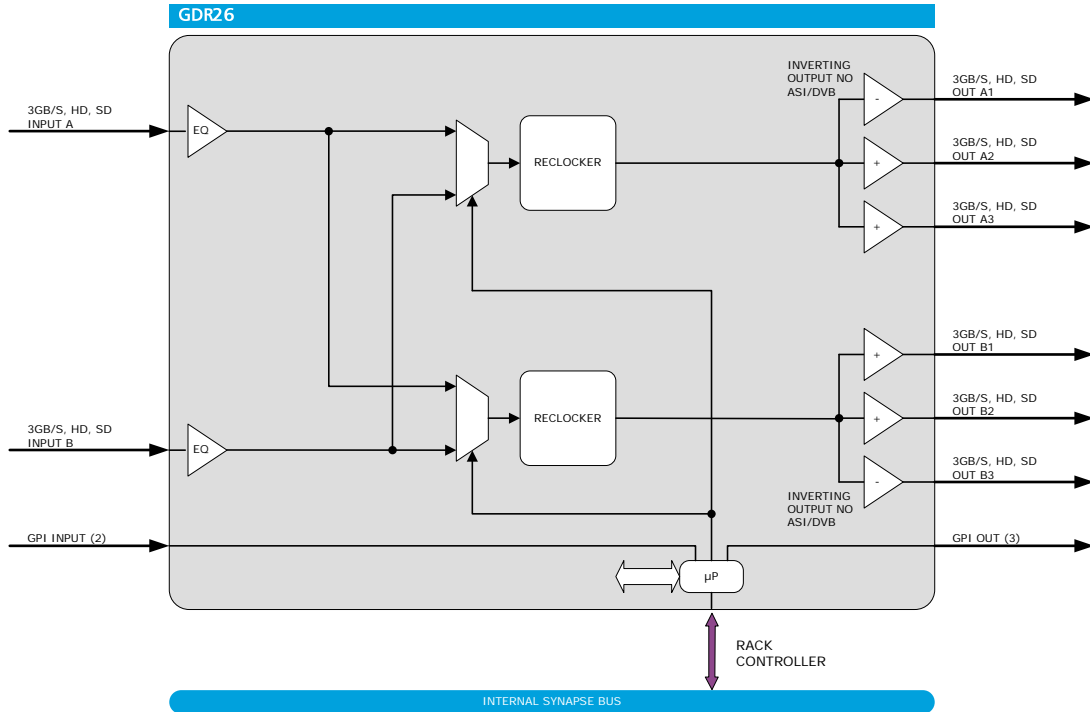 GDR26
INVERTING
OUTPUT NO
ASI/DVB
3GB/S, HD, SD
OUT A1
-
3GB/S, HD, SD
INPUT A
EQ
RECLOCKER
3GB/S, HD, SD
OUT A2
+
3GB/S, HD, SD
OUT A3
+
3GB/S, HD, SD
OUT B1
+
3GB/S, HD, SD
OUT B2
+
RECLOCKER
3GB/S, HD, SD
INPUT B
EQ
3GB/S, HD, SD
OUT B3
-
INVERTING
OUTPUT NO
ASI/DVB
GPI INPUT (2)
GPI OUT (3)
µP
RACK
CONTROLLER
INTERNAL SYNAPSE BUS